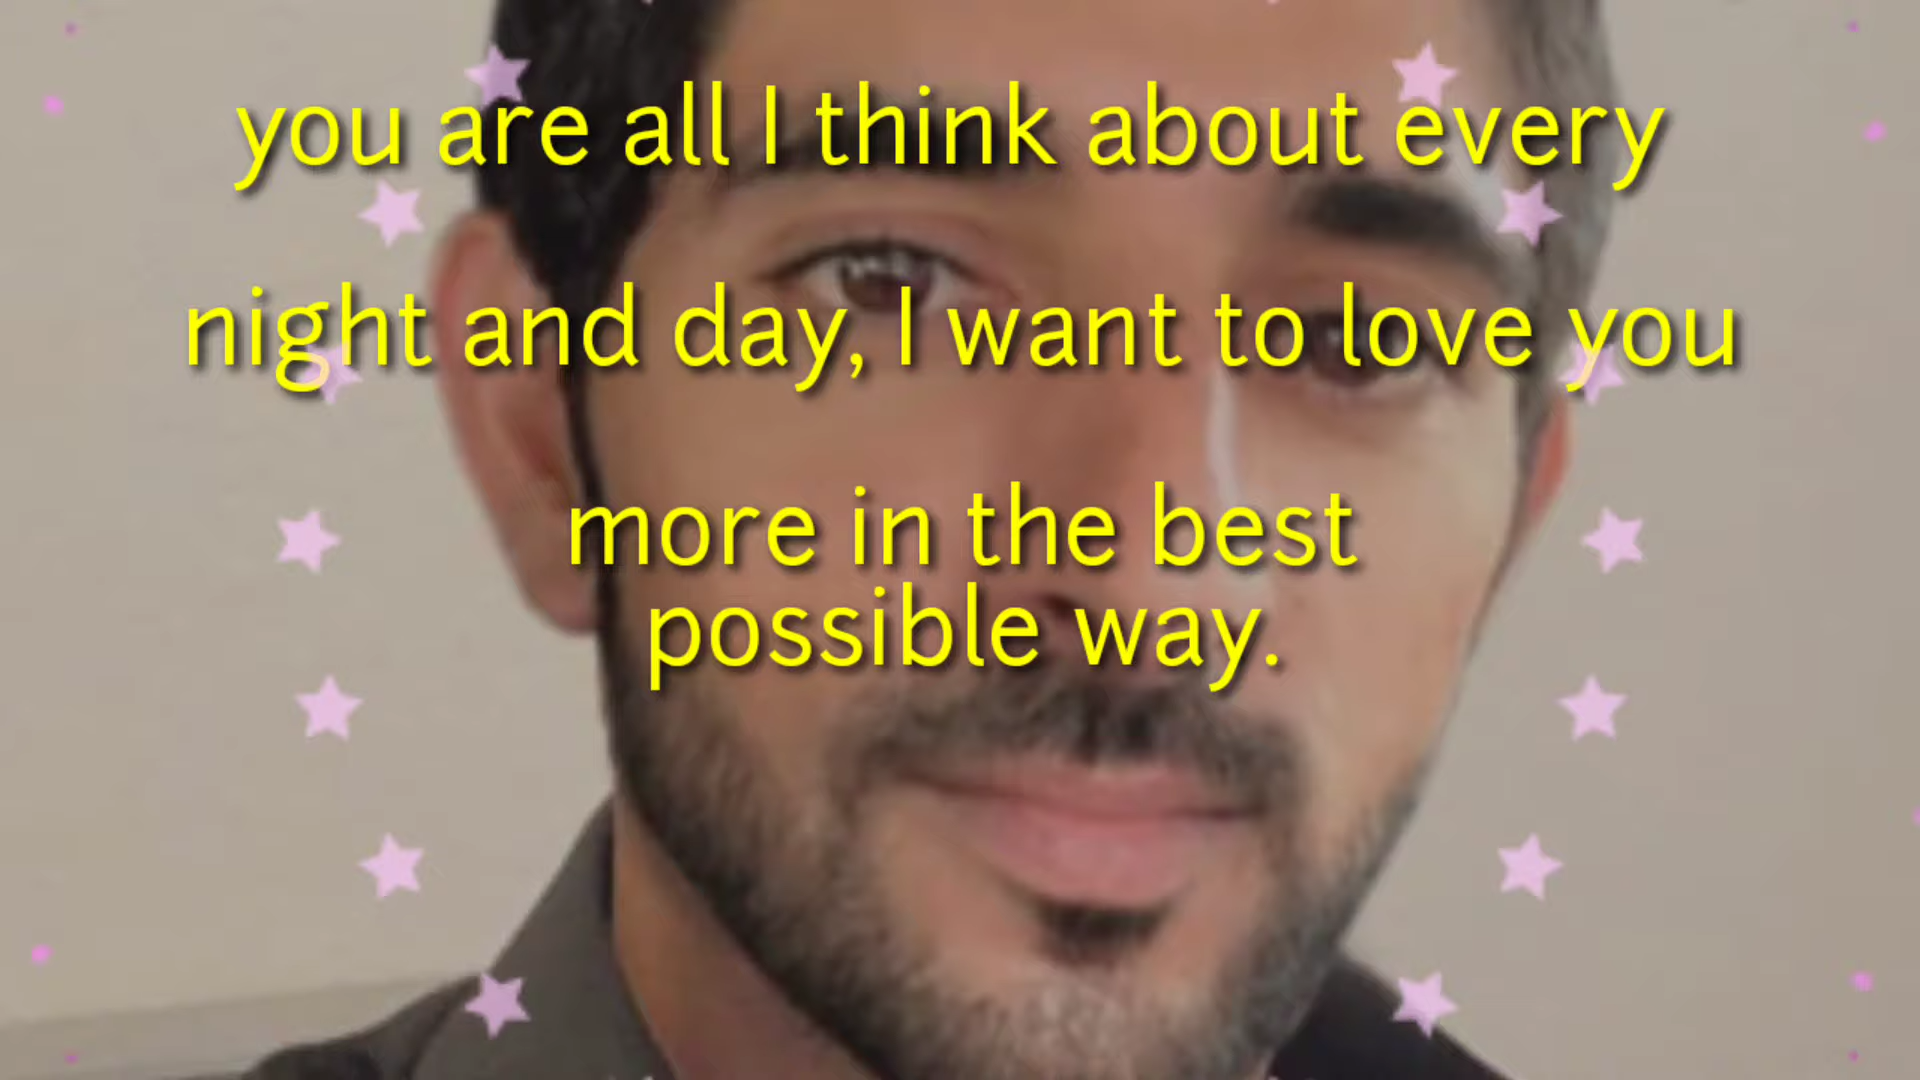 you are all I think about every
night and day, I want to love you
more in the best
possible way.